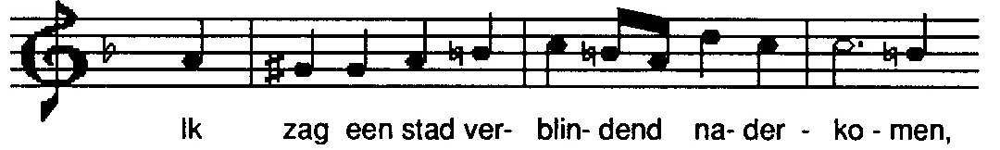 Ik zag een stad ver- blin- dend na- der - ko - men,